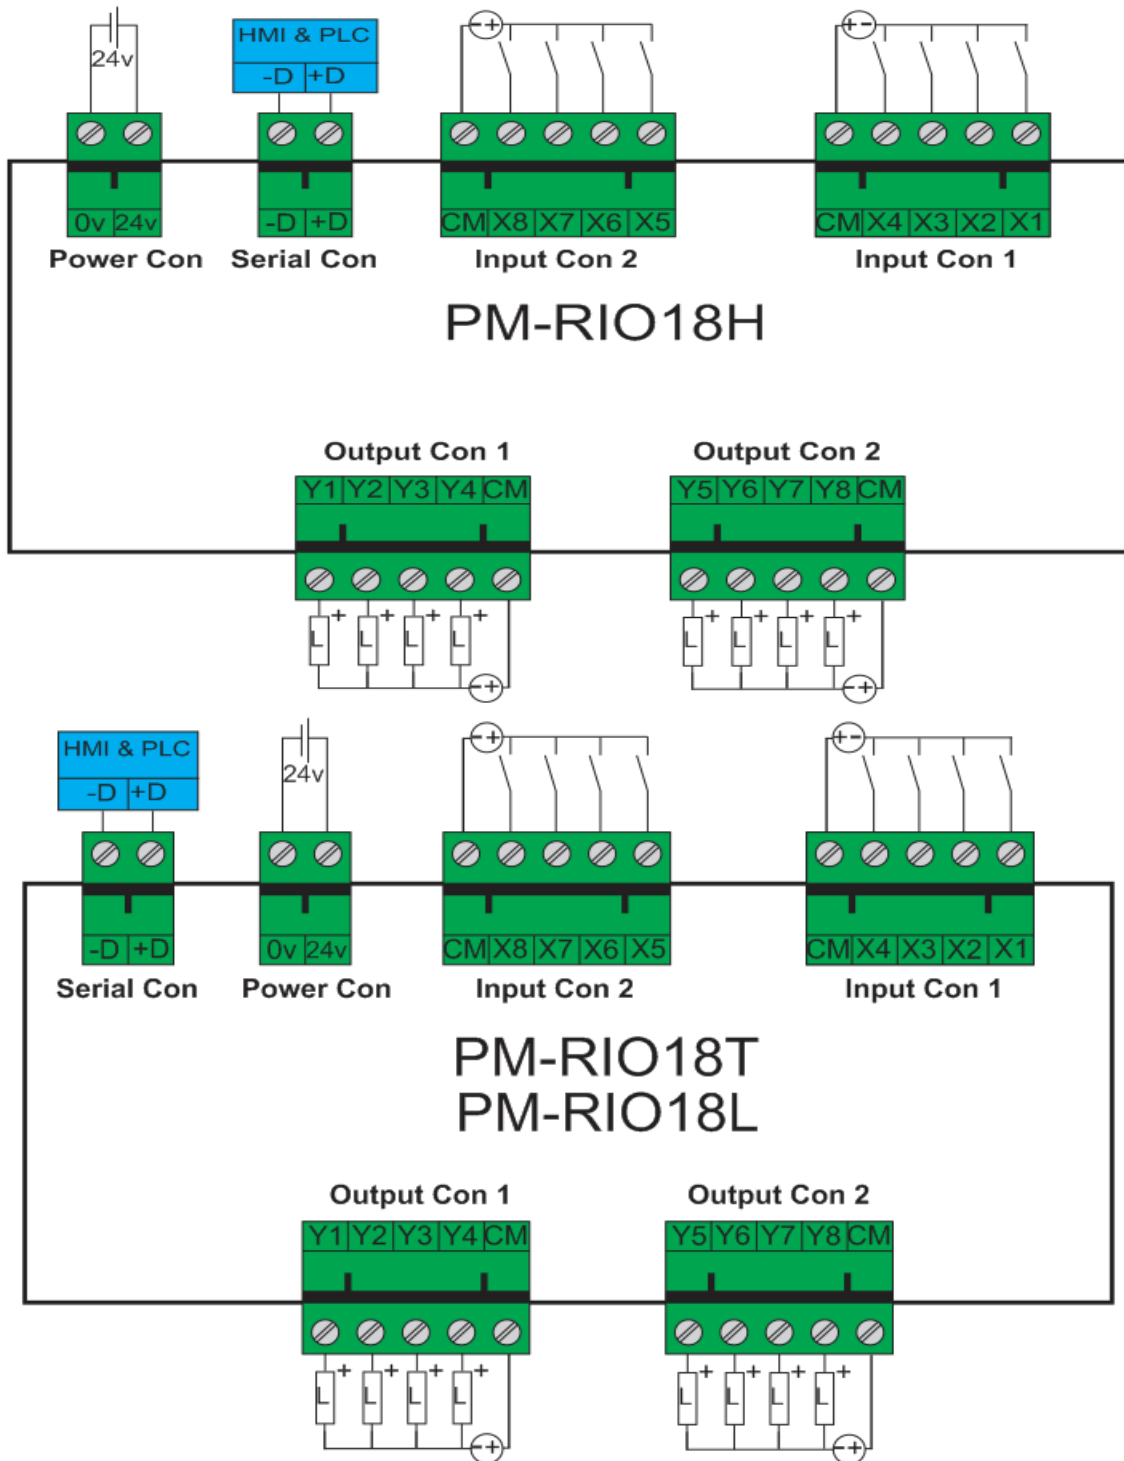 24v
HMI & PLC
-D +D
- +
+ -
0v 24v
-D +D
CM X8 X7 X6 X5
CM X4 X3 X2 X1
Power Con
Serial Con
Input Con 2
Input Con 1
PM-RIO18H
Output Con 1
Output Con 2
Y1 Y2 Y3 Y4 CM
Y5 Y6 Y7 Y8 CM
L + L + L + L +
L + L + L + L +
- +
- +
HMI & PLC
-D +D
24v
- +
+ -
-D +D
0v 24v
CM X8 X7 X6 X5
CM X4 X3 X2 X1
Serial Con
Power Con
Input Con 2
Input Con 1
PM-RIO18T
PM-RIO18L
Output Con 1
Output Con 2
Y1 Y2 Y3 Y4 CM
Y5 Y6 Y7 Y8 CM
L + L + L + L +
L + L + L + L +
- +
- +